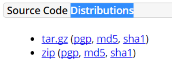 Source Code Distributions
tar.gz (pgp, md5, sha1)
zip (pgp, md5, sha1)